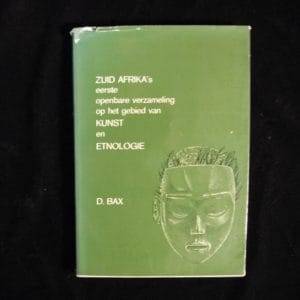 ZUID AFRIKA's
eerste
openbare verzameling
op het gebied van
KUNST
en
ETNOLOGIE
D. BAX